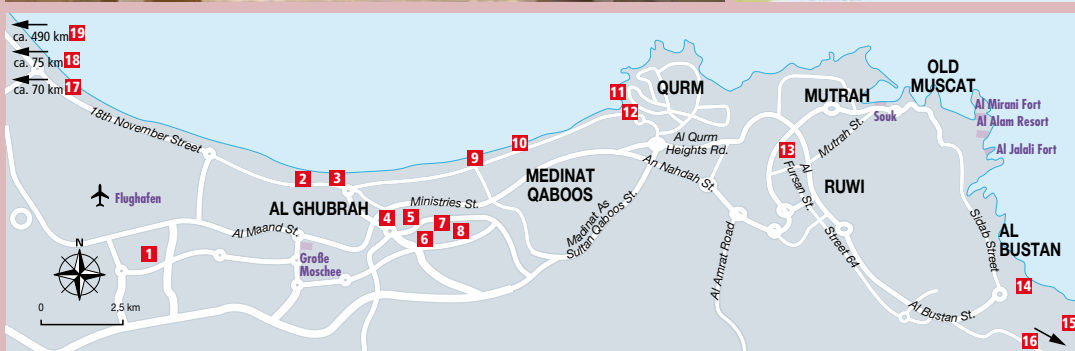 ca. 490 km 19
ca. 75 km 18
ca. 70 km 17
18th November Street
Flughafen
1
N
0 2,5 km
2
3
AL GHUBRAH
Al Maand St.
Große
Moschee
Ministries St.
4
5
6
7
8
9
10
MEDINAT
QABOOS
Madinat As
Sultan Qaboos St.
11
12
QURM
Al Qurm
Heights Rd.
An Nahdah St.
Al Amrat Road
13
Al
Fursan St.
MUTRAH
Mutrah St.
Souk
RUWI
Street 64
OLD
MUSCAT
Al Mirani Fort
Al Alam Resort
Al Jalali Fort
Sidab Street
AL
BUSTAN
Al Bustan St.
14
15
16